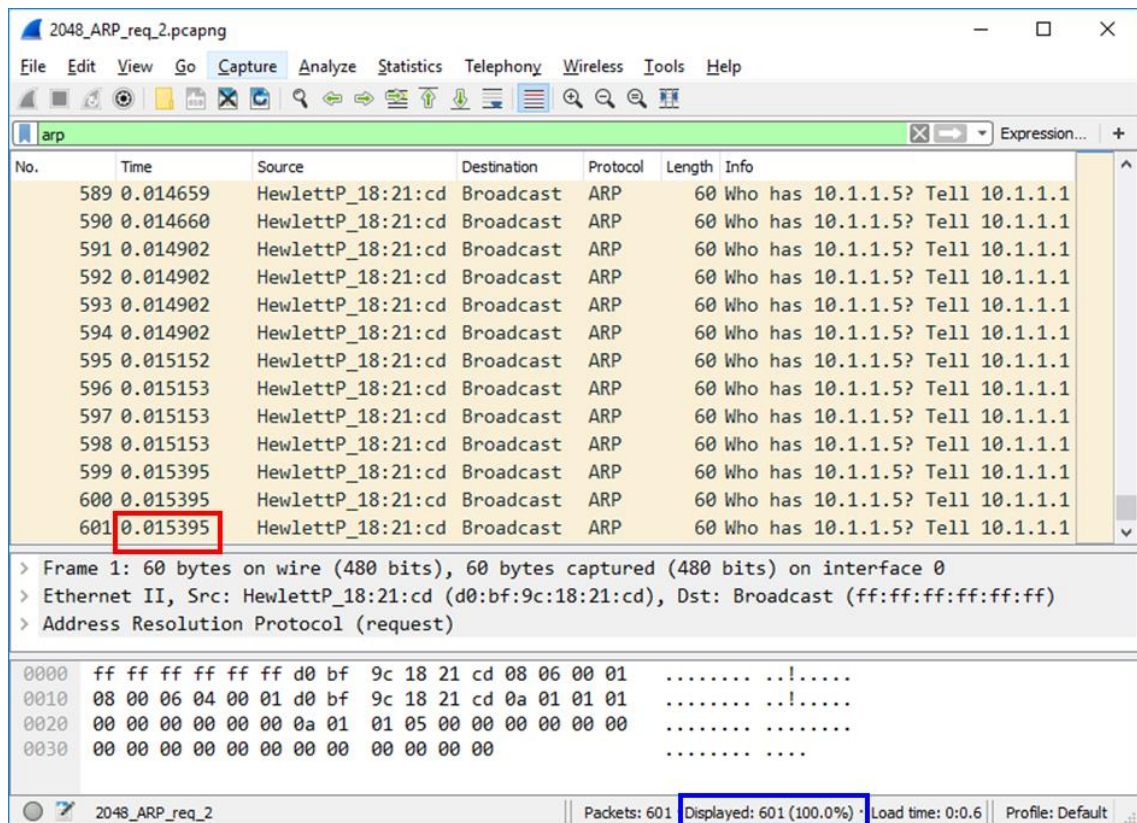 2048_ARP_req_2.pcapng
File Edit View Go Capture Analyze Statistics Telephony Wireless Tools Help
arp Expression... +
No. Time Source Destination Protocol Length Info
589 0.014659 HewlettP_18:21:cd Broadcast ARP 60 Who has 10.1.1.5? Tell 10.1.1.1
590 0.014660 HewlettP_18:21:cd Broadcast ARP 60 Who has 10.1.1.5? Tell 10.1.1.1
591 0.014902 HewlettP_18:21:cd Broadcast ARP 60 Who has 10.1.1.5? Tell 10.1.1.1
592 0.014902 HewlettP_18:21:cd Broadcast ARP 60 Who has 10.1.1.5? Tell 10.1.1.1
593 0.014902 HewlettP_18:21:cd Broadcast ARP 60 Who has 10.1.1.5? Tell 10.1.1.1
594 0.014902 HewlettP_18:21:cd Broadcast ARP 60 Who has 10.1.1.5? Tell 10.1.1.1
595 0.015152 HewlettP_18:21:cd Broadcast ARP 60 Who has 10.1.1.5? Tell 10.1.1.1
596 0.015153 HewlettP_18:21:cd Broadcast ARP 60 Who has 10.1.1.5? Tell 10.1.1.1
597 0.015153 HewlettP_18:21:cd Broadcast ARP 60 Who has 10.1.1.5? Tell 10.1.1.1
598 0.015153 HewlettP_18:21:cd Broadcast ARP 60 Who has 10.1.1.5? Tell 10.1.1.1
599 0.015395 HewlettP_18:21:cd Broadcast ARP 60 Who has 10.1.1.5? Tell 10.1.1.1
600 0.015395 HewlettP_18:21:cd Broadcast ARP 60 Who has 10.1.1.5? Tell 10.1.1.1
601 0.015395 HewlettP_18:21:cd Broadcast ARP 60 Who has 10.1.1.5? Tell 10.1.1.1
> Frame 1: 60 bytes on wire (480 bits), 60 bytes captured (480 bits) on interface 0
> Ethernet II, Src: HewlettP_18:21:cd (d0:bf:9c:18:21:cd), Dst: Broadcast (ff:ff:ff:ff:ff:ff)
> Address Resolution Protocol (request)
0000 ff ff ff ff ff ff d0 bf 9c 18 21 cd 08 06 00 01 ........ ..!.....
0010 08 00 06 04 00 01 d0 bf 9c 18 21 cd 0a 01 01 01 ........ ..!.....
0020 00 00 00 00 00 00 0a 01 01 05 00 00 00 00 00 00 ........ ........
0030 00 00 00 00 00 00 00 00 00 00 00 00 ........ ....
2048_ARP_req_2 Packets: 601 · Displayed: 601 (100.0%) · Load time: 0:0.6 Profile: Default